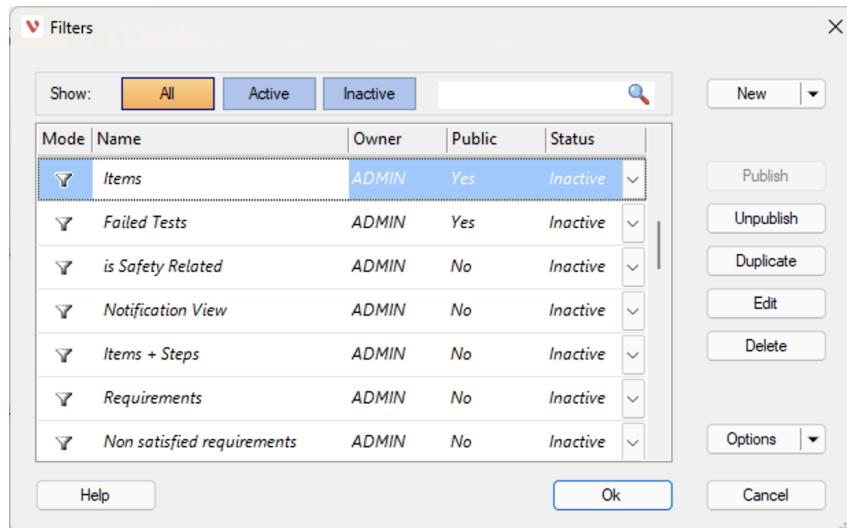 Filters
Show: All Active Inactive New
Mode Name Owner Public Status
Items ADMIN Yes Inactive Publish
Failed Tests ADMIN Yes Inactive Unpublish
is Safety Related ADMIN No Inactive Duplicate
Notification View ADMIN No Inactive Edit
Items + Steps ADMIN No Inactive Delete
Requirements ADMIN No Inactive
Non satisfied requirements ADMIN No Inactive Options
Help Ok Cancel